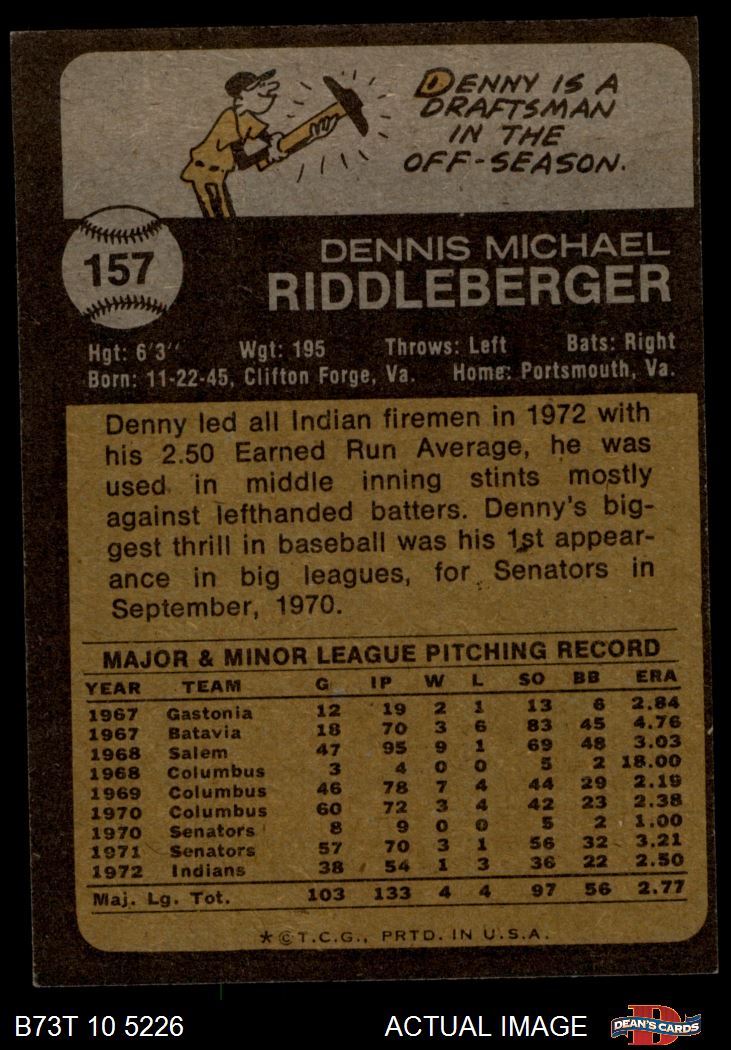 DENNY IS A
DRAFTSMAN
IN THE
OFF-SEASON.
157
DENNIS MICHAEL
RIDDLEBERGER
Hgt: 6'3" Wgt: 195 Throws: Left Bats: Right
Born: 11-22-45, Clifton Forge, Va. Home: Portsmouth, Va.
Denny led all Indian firemen in 1972 with
his 2.50 Earned Run Average, he was
used in middle inning stints mostly
against lefthanded batters. Denny's big-
gest thrill in baseball was his 1st appear-
ance in big leagues, for Senators in
September, 1970.
MAJOR & MINOR LEAGUE PITCHING RECORD
YEAR TEAM G IP W L SO BB ERA
1967 Gastonia 12 19 2 1 13 6 2.84
1967 Batavia 18 70 3 6 83 45 4.76
1968 Salem 47 95 9 1 69 48 3.03
1968 Columbus 3 4 0 0 5 2 18.00
1969 Columbus 46 78 7 4 44 29 2.19
1970 Columbus 60 72 3 4 42 23 2.38
1970 Senators 8 9 0 0 5 2 1.00
1971 Senators 57 70 3 1 56 32 3.21
1972 Indians 38 54 1 3 36 22 2.50
Maj. Lg. Tot. 103 133 4 4 97 56 2.77
*©T.C.G., PRTD. IN U.S.A.
B73T 10 5226 ACTUAL IMAGE DEAN'S CARDS